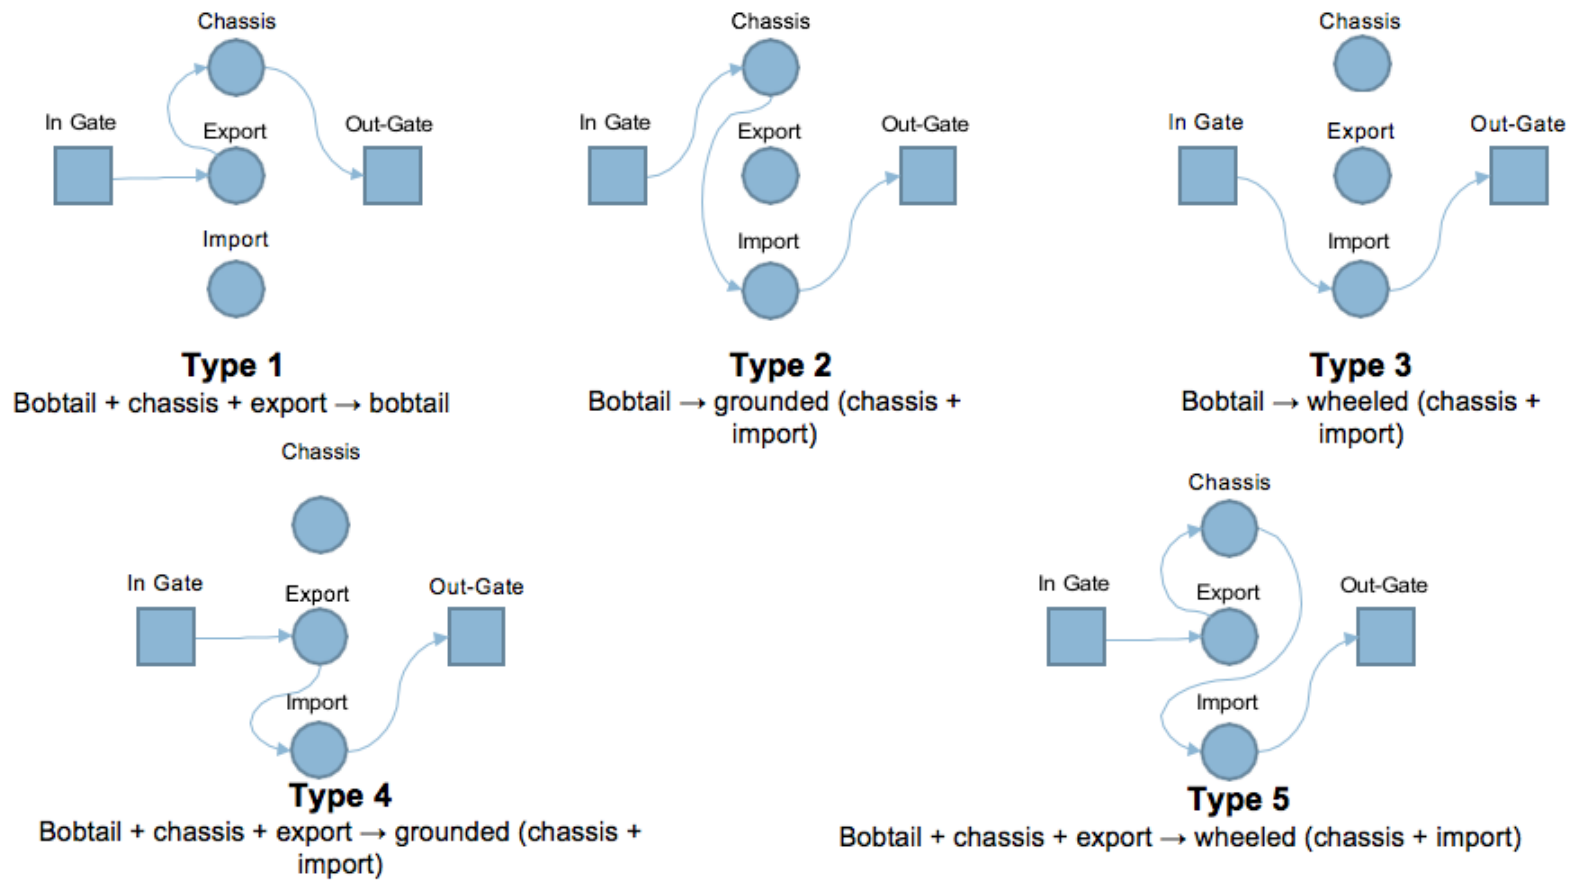 Chassis
In Gate
Export
Out-Gate
Import
Type 1
Bobtail + chassis + export → bobtail
Chassis
In Gate
Export
Out-Gate
Import
Type 2
Bobtail → grounded (chassis +
import)
Chassis
In Gate
Export
Out-Gate
Import
Type 3
Bobtail → wheeled (chassis +
import)
Chassis
In Gate
Export
Out-Gate
Import
Type 4
Bobtail + chassis + export → grounded (chassis +
import)
Chassis
In Gate
Export
Out-Gate
Import
Type 5
Bobtail + chassis + export → wheeled (chassis + import)